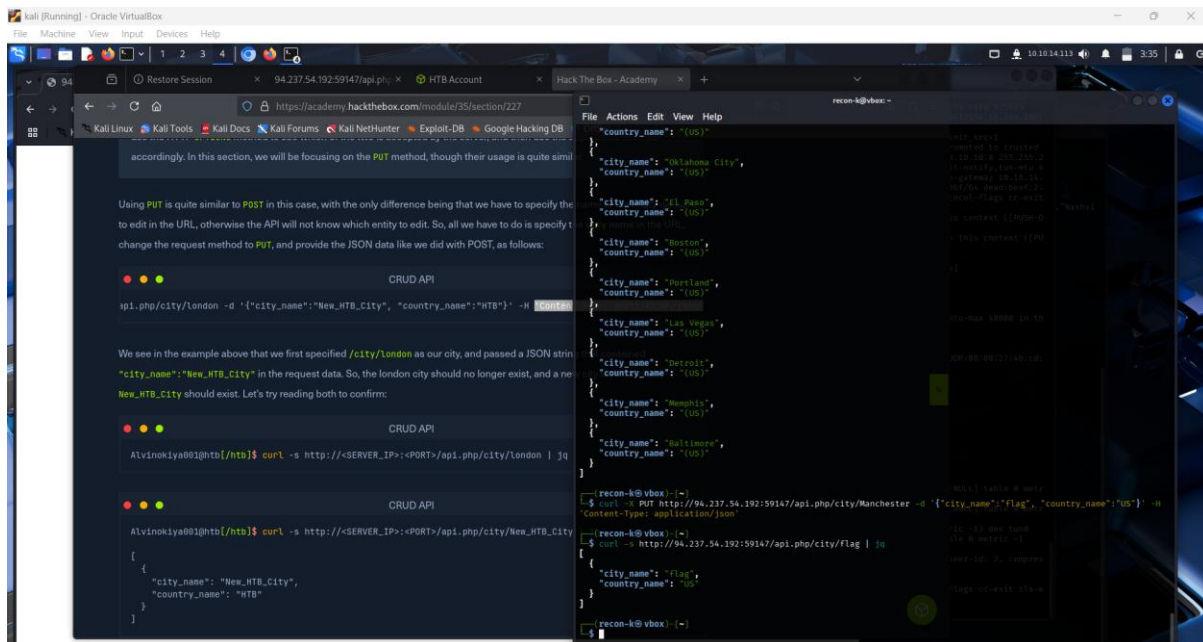 kali [Running] - Oracle VirtualBox
File Machine View Input Devices Help
1 2 3 4
10.10.14.113
3:35
94
Restore Session
94.237.54.192:59147/api.ph
HTB Account
Hack The Box - Academy
https://academy.hackthebox.com/module/35/section/227
Kali Linux Kali Tools Kali Docs Kali Forums Kali NetHunter Exploit-DB Google Hacking DB
accordingly. In this section, we will be focusing on the PUT method, though their usage is quite simil
Using PUT is quite similar to POST in this case, with the only difference being that we have to specify the
to edit in the URL, otherwise the API will not know which entity to edit. So, all we have to do is specify t
change the request method to PUT, and provide the JSON data like we did with POST, as follows:
CRUD API
api.php/city/london -d '{"city_name":"New_HTB_City", "country_name":"HTB"}' -H 'Conten
We see in the example above that we first specified /city/london as our city, and passed a JSON string
"city_name":"New_HTB_City" in the request data. So, the london city should no longer exist, and a ne
New_HTB_City should exist. Let's try reading both to confirm:
CRUD API
Alvinokiya001@htb[/htb]$ curl -s http://<SERVER_IP>:<PORT>/api.php/city/london | jq
CRUD API
Alvinokiya001@htb[/htb]$ curl -s http://<SERVER_IP>:<PORT>/api.php/city/New_HTB_City
[
{
"city_name": "New_HTB_City",
"country_name": "HTB"
}
]
recon-k@vbox: ~
File Actions Edit View Help
"country_name": "(US)"
},
{
"city_name": "Oklahoma City",
"country_name": "(US)"
},
{
"city_name": "El Paso",
"country_name": "(US)"
},
{
"city_name": "Boston",
"country_name": "(US)"
},
{
"city_name": "Portland",
"country_name": "(US)"
},
{
"city_name": "Las Vegas",
"country_name": "(US)"
},
{
"city_name": "Detroit",
"country_name": "(US)"
},
{
"city_name": "Memphis",
"country_name": "(US)"
},
{
"city_name": "Baltimore",
"country_name": "(US)"
}
]
(recon-k㉿vbox)-[~]
$ curl -X PUT http://94.237.54.192:59147/api.php/city/Manchester -d '{"city_name":"flag", "country_name":"US"}' -H
'Content-Type: application/json'
(recon-k㉿vbox)-[~]
$ curl -s http://94.237.54.192:59147/api.php/city/flag | jq
[
{
"city_name": "flag",
"country_name": "US"
}
]
(recon-k㉿vbox)-[~]
$